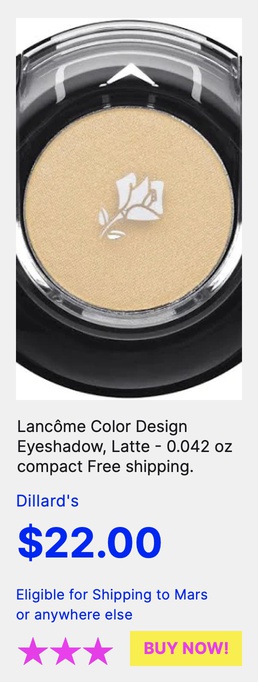 Lancôme Color Design
Eyeshadow, Latte - 0.042 oz
compact Free shipping.
Dillard's
$22.00
Eligible for Shipping to Mars
or anywhere else
BUY NOW!